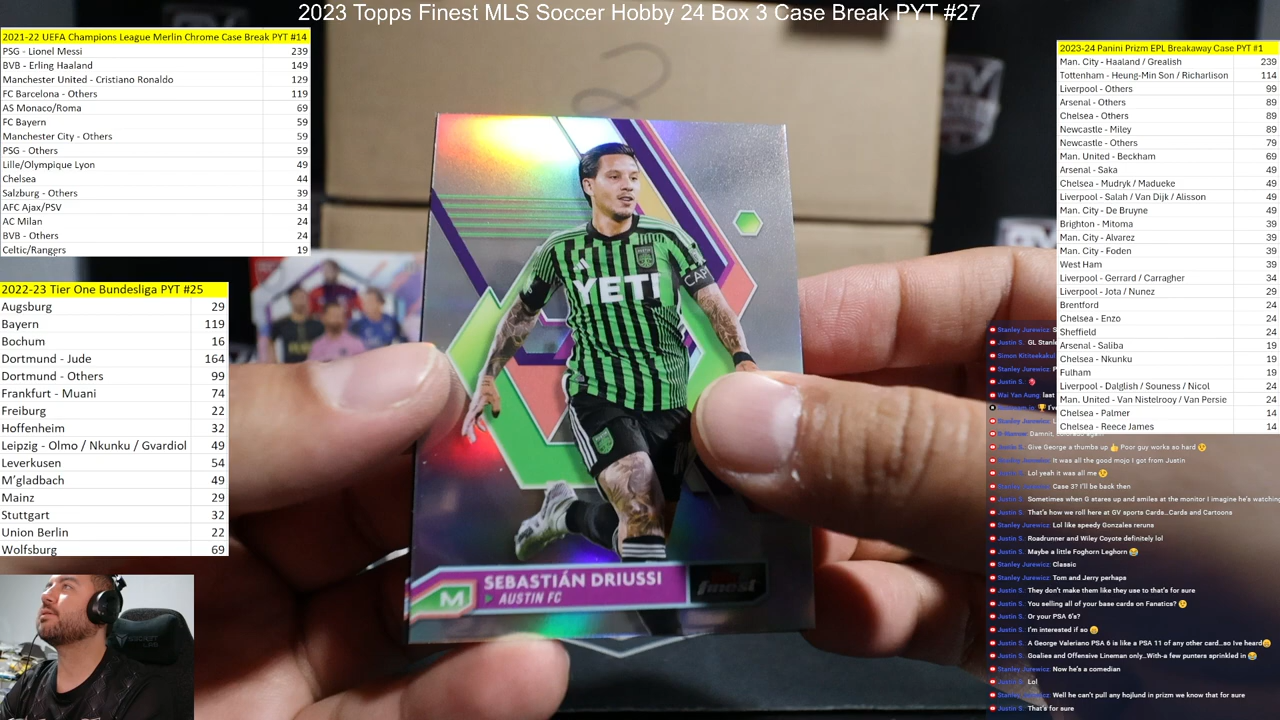 2023 Topps Finest MLS Soccer Hobby 24 Box 3 Case Break PYT #27
2021-22 UEFA Champions League Merlin Chrome Case Break PYT #14
PSG - Lionel Messi 239
BVB - Erling Haaland 149
Manchester United - Cristiano Ronaldo 129
FC Barcelona - Others 119
AS Monaco/Roma 69
FC Bayern 59
Manchester City - Others 59
PSG - Others 59
Lille/Olympique Lyon 49
Chelsea 44
Salzburg - Others 39
AFC Ajax/PSV 34
AC Milan 24
BVB - Others 24
Celtic/Rangers 19
2022-23 Tier One Bundesliga PYT #25
Augsburg 29
Bayern 119
Bochum 16
Dortmund - Jude 164
Dortmund - Others 99
Frankfurt - Muani 74
Freiburg 22
Hoffenheim 32
Leipzig - Olmo / Nkunku / Gvardiol 49
Leverkusen 54
M'gladbach 49
Mainz 29
Stuttgart 32
Union Berlin 22
Wolfsburg 69
2
YETI
CAP
SEBASTIÁN DRIUSSI
AUSTIN FC
finest
M
2023-24 Panini Prizm EPL Breakaway Case PYT #1
Man. City - Haaland / Grealish 239
Tottenham - Heung-Min Son / Richarlison 114
Liverpool - Others 99
Arsenal - Others 89
Chelsea - Others 89
Newcastle - Miley 89
Newcastle - Others 79
Man. United - Beckham 69
Arsenal - Saka 49
Chelsea - Mudryk / Madueke 49
Liverpool - Salah / Van Dijk / Alisson 49
Man. City - De Bruyne 49
Brighton - Mitoma 39
Man. City - Alvarez 39
Man. City - Foden 39
West Ham 39
Liverpool - Gerrard / Carragher 34
Liverpool - Jota / Nunez 29
Brentford 24
Chelsea - Enzo 24
Sheffield 24
Arsenal - Saliba 19
Chelsea - Nkunku 19
Fulham 19
Liverpool - Dalglish / Souness / Nicol 24
Man. United - Van Nistelrooy / Van Persie 24
Chelsea - Palmer 14
Chelsea - Reece James 14
Stanley Jurewicz: S
Justin S.: GL Stanle
Simon Kititsekakul
Stanley Jurewicz: P
Justin S.:
Wai Yan Aung: last
I've
Damnit,
Give George a thumbs up 👍 Poor guy works so hard 😢
It was all the good mojo I got from Justin
Justin S.: Lol yeah it was all me 😉
Case 3? I'll be back then
Justin S.: Sometimes when G stares up and smiles at the monitor I imagine he's watching
Justin S.: That's how we roll here at GV sports Cards…Cards and Cartoons
Stanley Jurewicz: Lol like speedy Gonzales reruns
Justin S.: Roadrunner and Wiley Coyote definitely lol
Justin S.: Maybe a little Foghorn Leghorn 😂
Stanley Jurewicz: Classic
Stanley Jurewicz: Tom and Jerry perhaps
Justin S.: They don't make them like they use to that's for sure
Justin S.: You selling all of your base cards on Fanatics? 😉
Justin S.: Or your PSA 6's?
Justin S.: I'm interested if so
Justin S.: A George Valeriano PSA 6 is like a PSA 11 of any other card…so Ive heard
Justin S.: Goalies and Offensive Lineman only…With-a few punters sprinkled in 😂
Stanley Jurewicz: Now he's a comedian
Justin S.: Lol
Stanley Jurewicz: Well he can't pull any hojlund in prizm we know that for sure
Justin S.: That's for sure